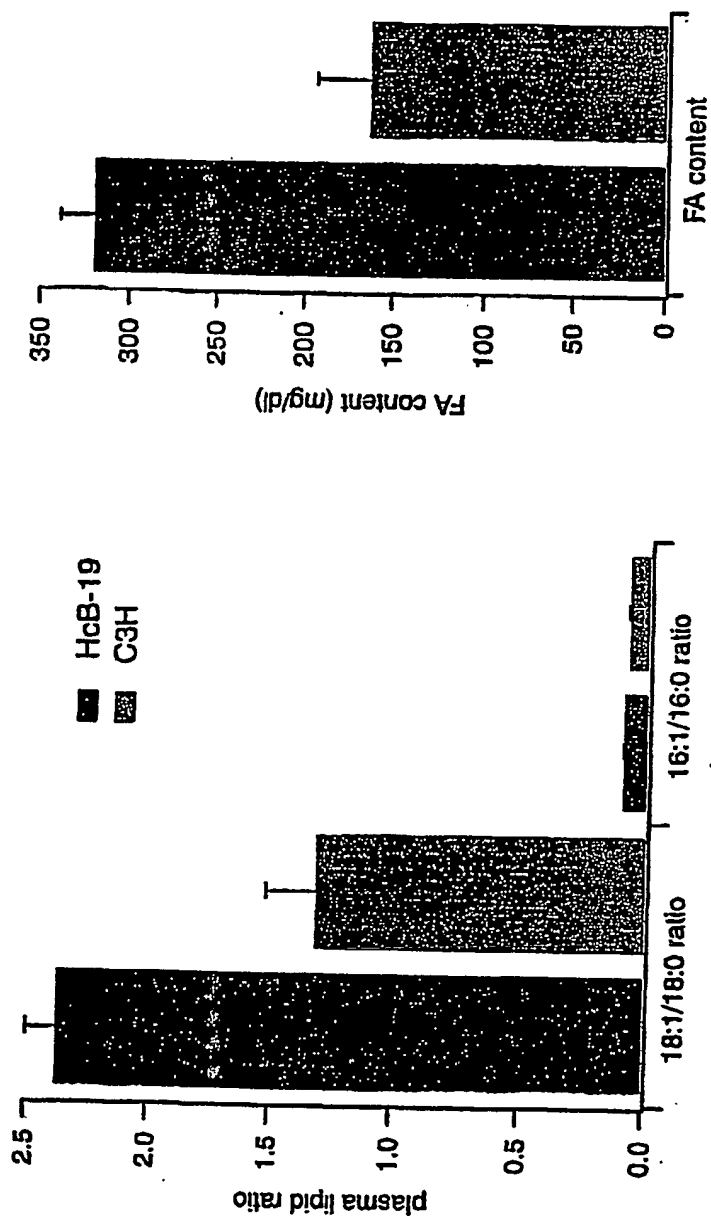 plasma lipid ratio
2.5
2.0
1.5
1.0
0.5
0.0
18:1/18:0 ratio
16:1/16:0 ratio
HcB-19
C3H
FA content (mg/dl)
350
300
250
200
150
100
50
0
FA content